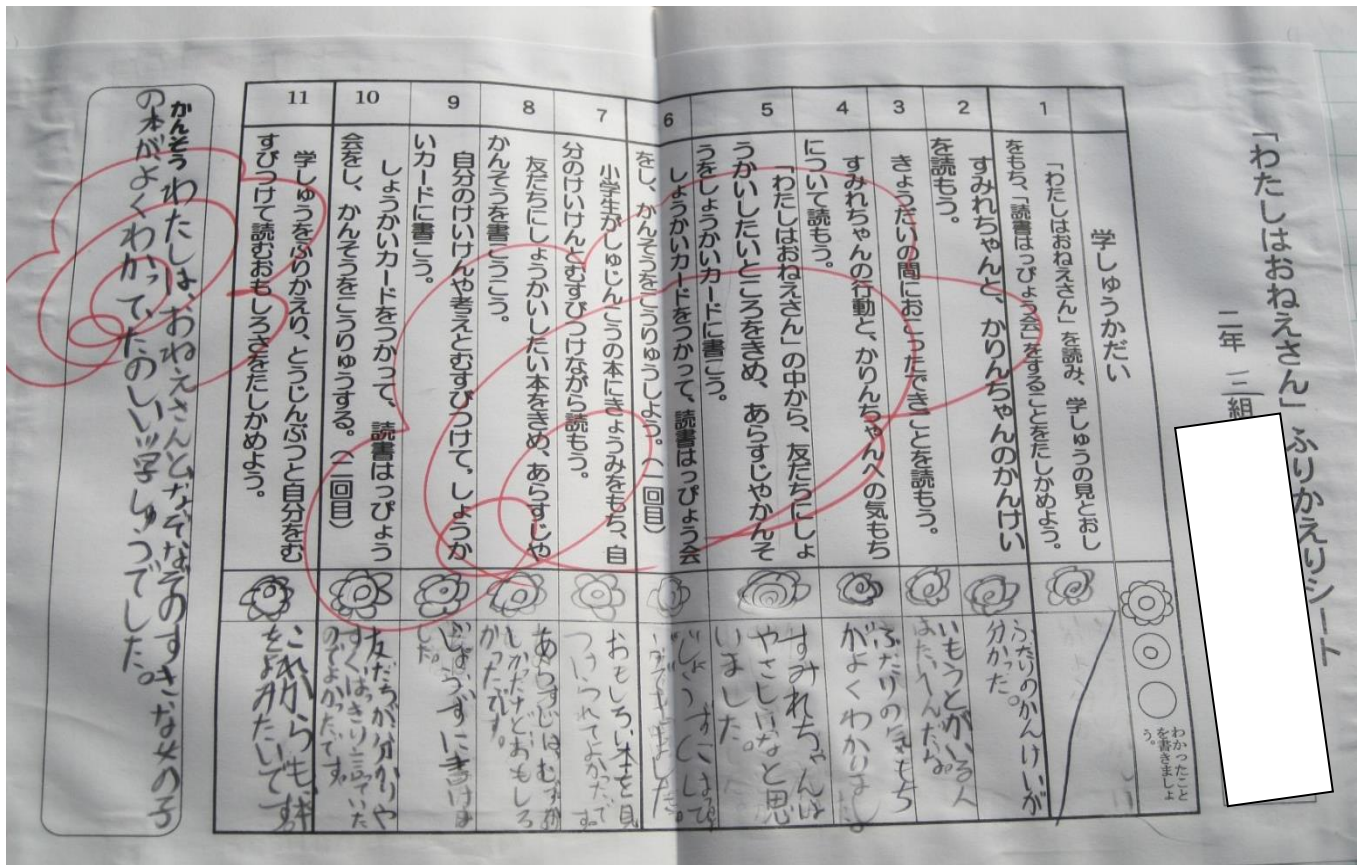 「わたしはおねえさん」ふりかえりシート
二年 三組
学しゅうかだい
わかったこと
を書きましょ
う。
1
「わたしはおねえさん」を読み、学しゅうの見とおし
をもち、「読書はっぴょう会」をすることをたしかめよう。
2
すみれちゃんと、かりんちゃんのかんけい
を読もう。
ふたりのかんけいが
分かった。
3
きょうだいの間におこったできごとを読もう。
いもうとがいる人
はたいへんだな。
4
すみれちゃんの行動と、かりんちゃんへの気もち
について読もう。
ふたりの気もち
がよくわかりまし
5
「わたしはおねえさん」の中から、友だちにしょ
うかいしたいところをきめ、あらすじやかんそ
うをしょうかいカードに書こう。
すみれちゃんは
やさしいなと思
いました。
6
しょうかいカードをつかって、読書はっぴょう会
をし、かんそうをこうりゅうしよう。(一回目)
じょうずにはっぴょ
7
小学生がしゅじんこうの本にきょうみをもち、自
分のけいけんとむすびつけながら読もう。
おもしろい本を見
つけられてよかったで
す。
8
友だちにしょうかいしたい本をきめ、あらすじや
かんそうを書こうこう。
あらすじはむずか
しかったけどおもしろ
かったです。
9
自分のけいけんや考えとむすびつけて、しょうか
いカードに書こう。
じょうずに書けま
した。
10
しょうかいカードをつかって、読書はっぴょう
会をし、かんそうをこうりゅうする。(二回目)
友だちが分かりや
すくはっきり言っていた
のでよかったです。
11
学しゅうをふりかえり、とうじんぶつと自分をむ
すびつけて読むおもしろさをたしかめよう。
これからも本
をよみたいです
かんそう
わたしは、おねえさんとなぞなぞのすきな女の子
の本が、よくわかって、たのしい学しゅうでした。